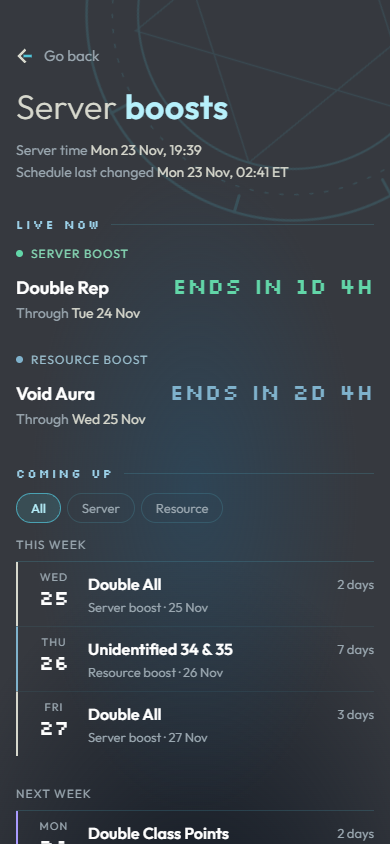 Go back
Server boosts
Server time Mon 23 Nov, 19:39
Schedule last changed Mon 23 Nov, 02:41 ET
LIVE NOW
SERVER BOOST
Double Rep ENDS IN 1D 4H
Through Tue 24 Nov
RESOURCE BOOST
Void Aura ENDS IN 2D 4H
Through Wed 25 Nov
COMING UP
All Server Resource
THIS WEEK
WED
25
Double All 2 days
Server boost · 25 Nov
THU
26
Unidentified 34 & 35 7 days
Resource boost · 26 Nov
FRI
27
Double All 3 days
Server boost · 27 Nov
NEXT WEEK
MON
Double Class Points 2 days